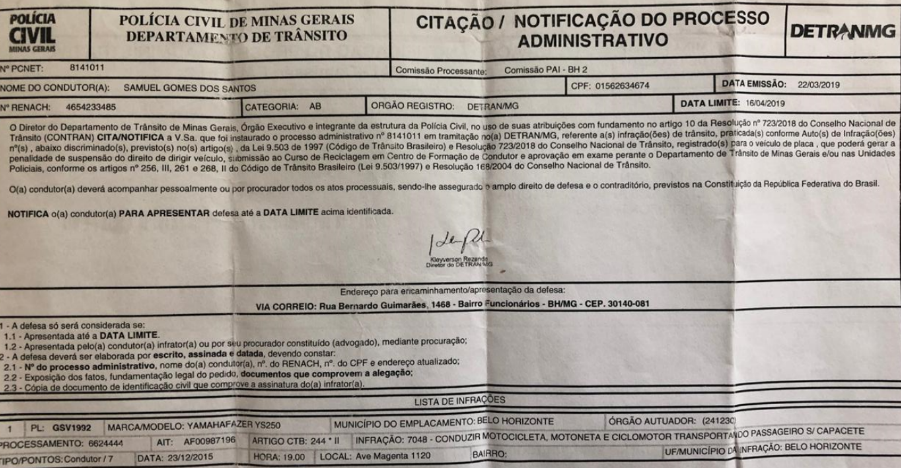 POLÍCIA
CIVIL
MINAS GERAIS
POLÍCIA CIVIL DE MINAS GERAIS
DEPARTAMENTO DE TRÂNSITO
CITAÇÃO / NOTIFICAÇÃO DO PROCESSO
ADMINISTRATIVO
DETRANMG
Nº PCNET: 8141011
Comissão Processante: Comissão PAI - BH 2
NOME DO CONDUTOR(A): SAMUEL GOMES DOS SANTOS
CPF: 01562634674
DATA EMISSÃO: 22/03/2019
Nº RENACH: 4654233485
CATEGORIA: AB
ORGÃO REGISTRO: DETRAN/MG
DATA LIMITE: 16/04/2019
O Diretor do Departamento de Trânsito de Minas Gerais, Órgão Executivo e integrante da estrutura da Polícia Civil, no uso de suas atribuições com fundamento no artigo 10 da Resolução nº 723/2018 do Conselho Nacional de
Trânsito (CONTRAN) CITA/NOTIFICA a V.Sa. que foi instaurado o processo administrativo nº 8141011 em tramitação no(a) DETRAN/MG, referente a(s) infração(ões) de trânsito, praticada(s) conforme Auto(s) de Infração(ões)
nº(s) , abaixo discriminado(s), previsto(s) no(s) artigo(s) , da Lei 9.503 de 1997 (Código de Trânsito Brasileiro) e Resolução 723/2018 do Conselho Nacional de Trânsito, registrado(s) para o veículo de placa , que poderá gerar a
penalidade de suspensão do direito de dirigir veículo, submissão ao Curso de Reciclagem em Centro de Formação de Condutor e aprovação em exame perante o Departamento de Trânsito de Minas Gerais e/ou nas Unidades
Policiais, conforme os artigos nº 256, III, 261 e 268, II do Código de Trânsito Brasileiro (Lei 9.503/1997) e Resolução 168/2004 do Conselho Nacional de Trânsito.
O(a) condutor(a) deverá acompanhar pessoalmente ou por procurador todos os atos processuais, sendo-lhe assegurado o amplo direito de defesa e o contraditório, previstos na Constituição da República Federativa do Brasil.
NOTIFICA o(a) condutor(a) PARA APRESENTAR defesa até a DATA LIMITE acima identificada.
Kleyverson Rezende
Diretor do DETRAN/MG
Endereço para encaminhamento/apresentação da defesa:
VIA CORREIO: Rua Bernardo Guimarães, 1468 - Bairro Funcionários - BH/MG - CEP. 30140-081
1 - A defesa só será considerada se:
1.1 - Apresentada até a DATA LIMITE.
1.2 - Apresentada pelo(a) condutor(a) infrator(a) ou por seu procurador constituído (advogado), mediante procuração;
2 - A defesa deverá ser elaborada por escrito, assinada e datada, devendo constar:
2.1 - Nº do processo administrativo, nome do(a) condutor(a), nº. do RENACH, nº. do CPF e endereço atualizado;
2.2 - Exposição dos fatos, fundamentação legal do pedido, documentos que comprovem a alegação;
2.3 - Cópia de documento de identificação civil que comprove a assinatura do(a) infrator(a).
LISTA DE INFRAÇÕES
1 PL: GSV1992 MARCA/MODELO: YAMAHAFAZER YS250 MUNICÍPIO DO EMPLACAMENTO: BELO HORIZONTE ÓRGÃO AUTUADOR: (241230
PROCESSAMENTO: 6624444 AIT: AF00987196 ARTIGO CTB: 244 * II INFRAÇÃO: 7048 - CONDUZIR MOTOCICLETA, MOTONETA E CICLOMOTOR TRANSPORTANDO PASSAGEIRO S/ CAPACETE
TIPO/PONTOS: Condutor / 7 DATA: 23/12/2015 HORA: 19.00 LOCAL: Ave Magenta 1120 BAIRRO: UF/MUNICÍPIO DA INFRAÇÃO: BELO HORIZONTE